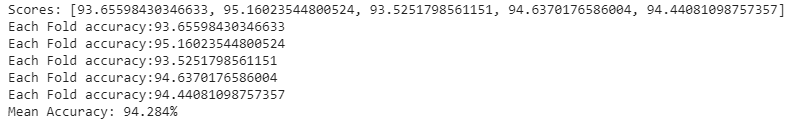 Scores: [93.65598430346633, 95.16023544800524, 93.5251798561151, 94.6370176586004, 94.44081098757357]
Each Fold accuracy:93.65598430346633
Each Fold accuracy:95.16023544800524
Each Fold accuracy:93.5251798561151
Each Fold accuracy:94.6370176586004
Each Fold accuracy:94.44081098757357
Mean Accuracy: 94.284%